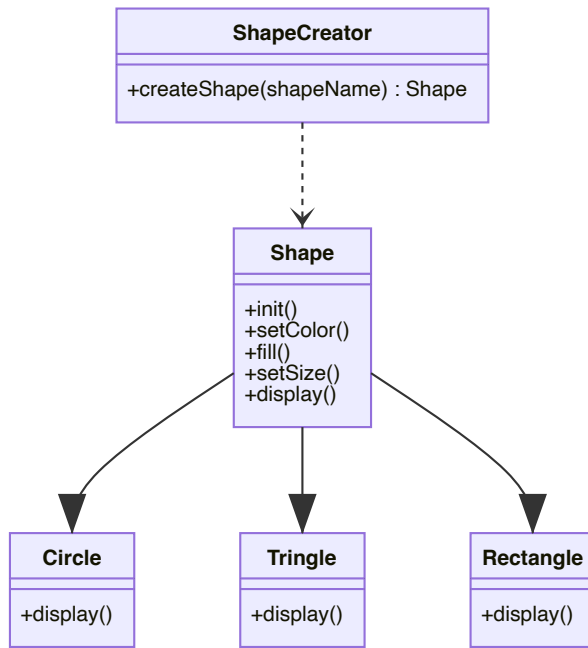 ShapeCreator
+createShape(shapeName) : Shape
Shape
+init()
+setColor()
+fill()
+setSize()
+display()
Circle
+display()
Tringle
+display()
Rectangle
+display()